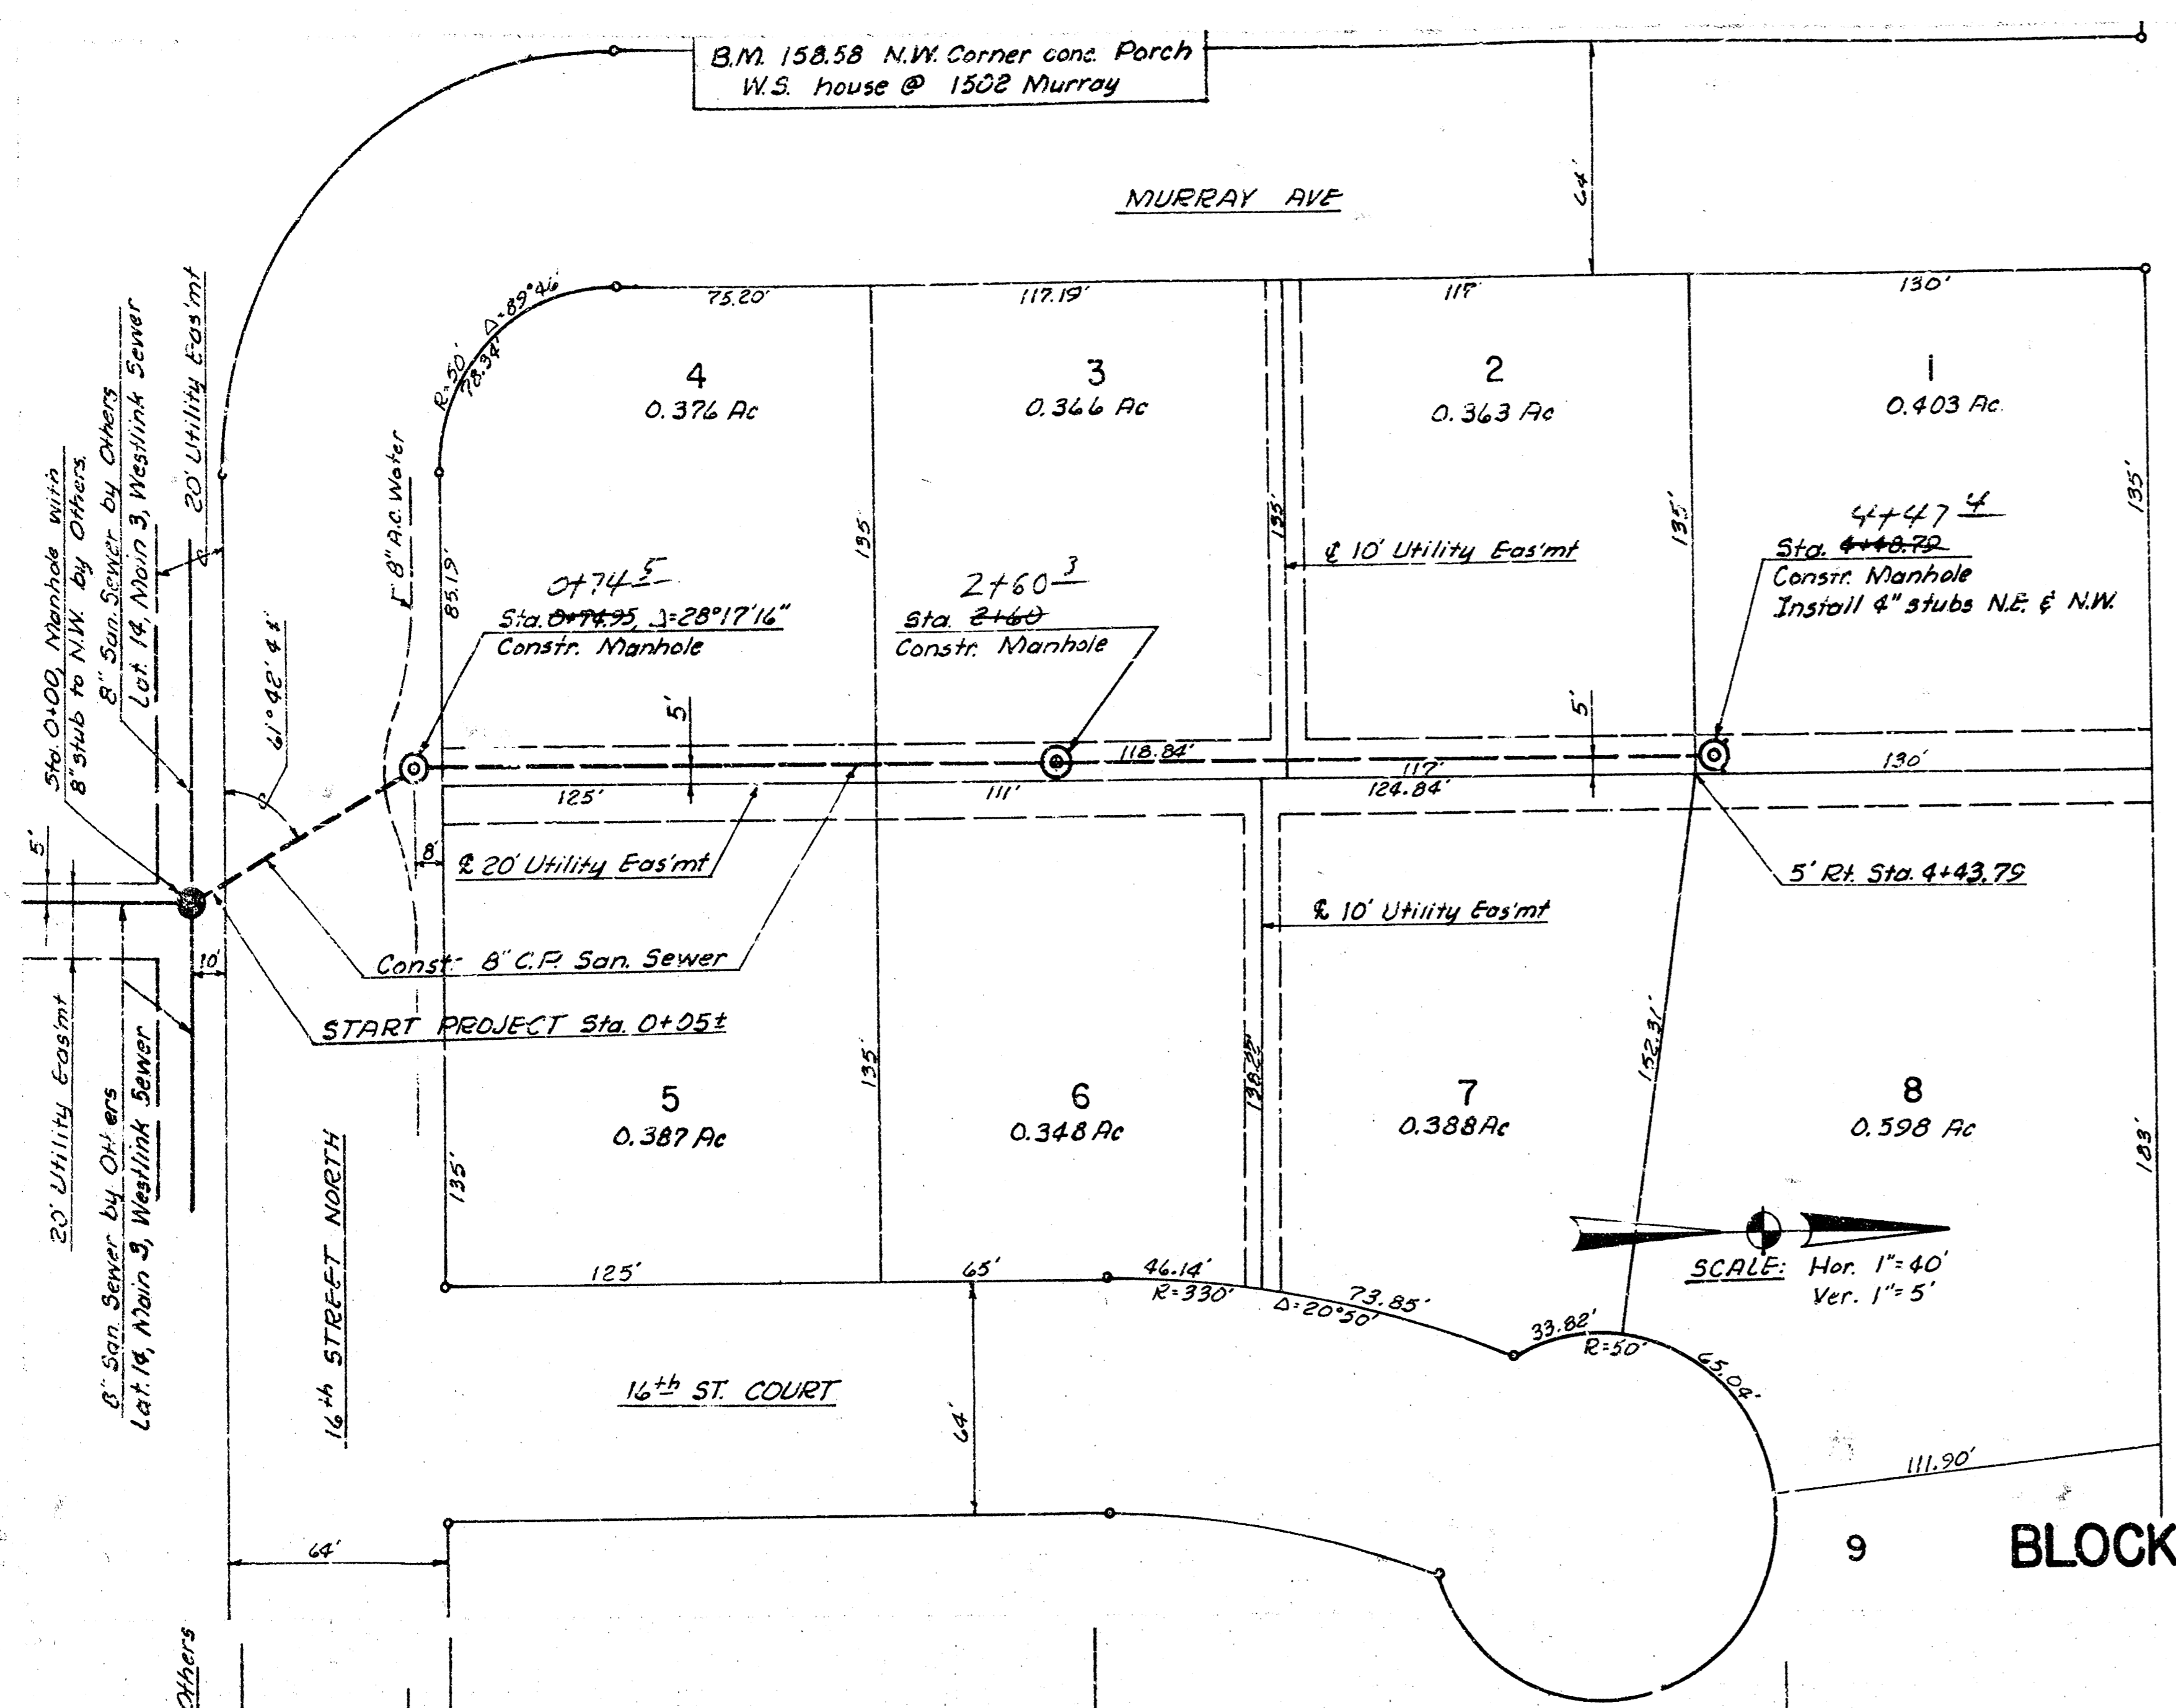 B.M. 158.58 N.W. Corner conc. Porch
W.S. house @ 1502 Murray
MURRAY AVE
64'
75.20'
117.19'
117'
130'
Δ=89°46'
R=50'
78.34'
4
0.376 Ac
3
0.366 Ac
2
0.363 Ac
1
0.403 Ac.
20' Utility Eas'mt
8" San. Sewer by Others
Lat. 14, Main 3, Westlink Sewer
Sta. 0+00, Manhole with
8" stub to N.W. by Others.
61°42'44"
8" A.C. Water
85.19'
135'
135'
135'
135'
0+74 5
Sta. 0+74.95, Δ=28°17'16"
Constr. Manhole
2+60 3
Sta. 2+60
Constr. Manhole
℄ 10' Utility Eas'mt
4+47 4
Sta. 4+48.79
Constr. Manhole
Install 4" stubs N.E. & N.W.
5'
5'
118.84'
117'
130'
125'
111'
124.84'
5'
8'
℄ 20' Utility Eas'mt
5' Rt. Sta. 4+43.79
℄ 10' Utility Eas'mt
10'
Const. 8" C.P. San. Sewer
START PROJECT Sta. 0+05±
20' Utility Eas'mt
8" San. Sewer by Others
Lat. 14, Main 3, Westlink Sewer
16th STREET NORTH
135'
135'
138.22'
152.31'
183'
5
0.387 Ac
6
0.348 Ac
7
0.388 Ac
8
0.598 Ac
SCALE: Hor. 1"=40'
Ver. 1"=5'
125'
65'
46.14'
R=330'
Δ=20°50'
73.85'
33.82'
R=50'
65.04'
16th ST. COURT
64'
111.90'
64'
9
BLOCK
Others